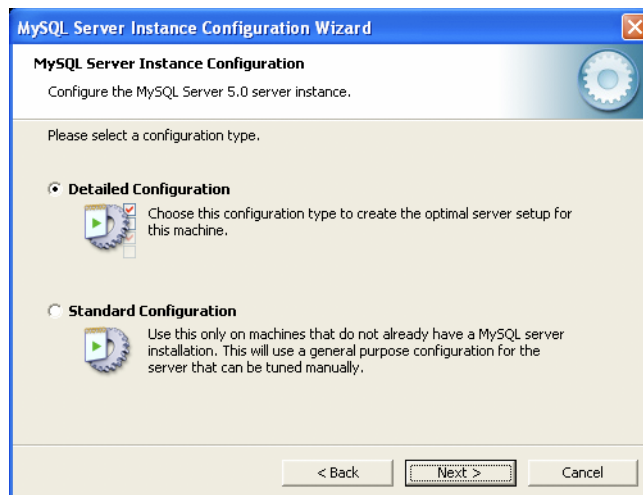 MySQL Server Instance Configuration Wizard
MySQL Server Instance Configuration
Configure the MySQL Server 5.0 server instance.
Please select a configuration type.
Detailed Configuration
Choose this configuration type to create the optimal server setup for
this machine.
Standard Configuration
Use this only on machines that do not already have a MySQL server
installation. This will use a general purpose configuration for the
server that can be tuned manually.
< Back
Next >
Cancel